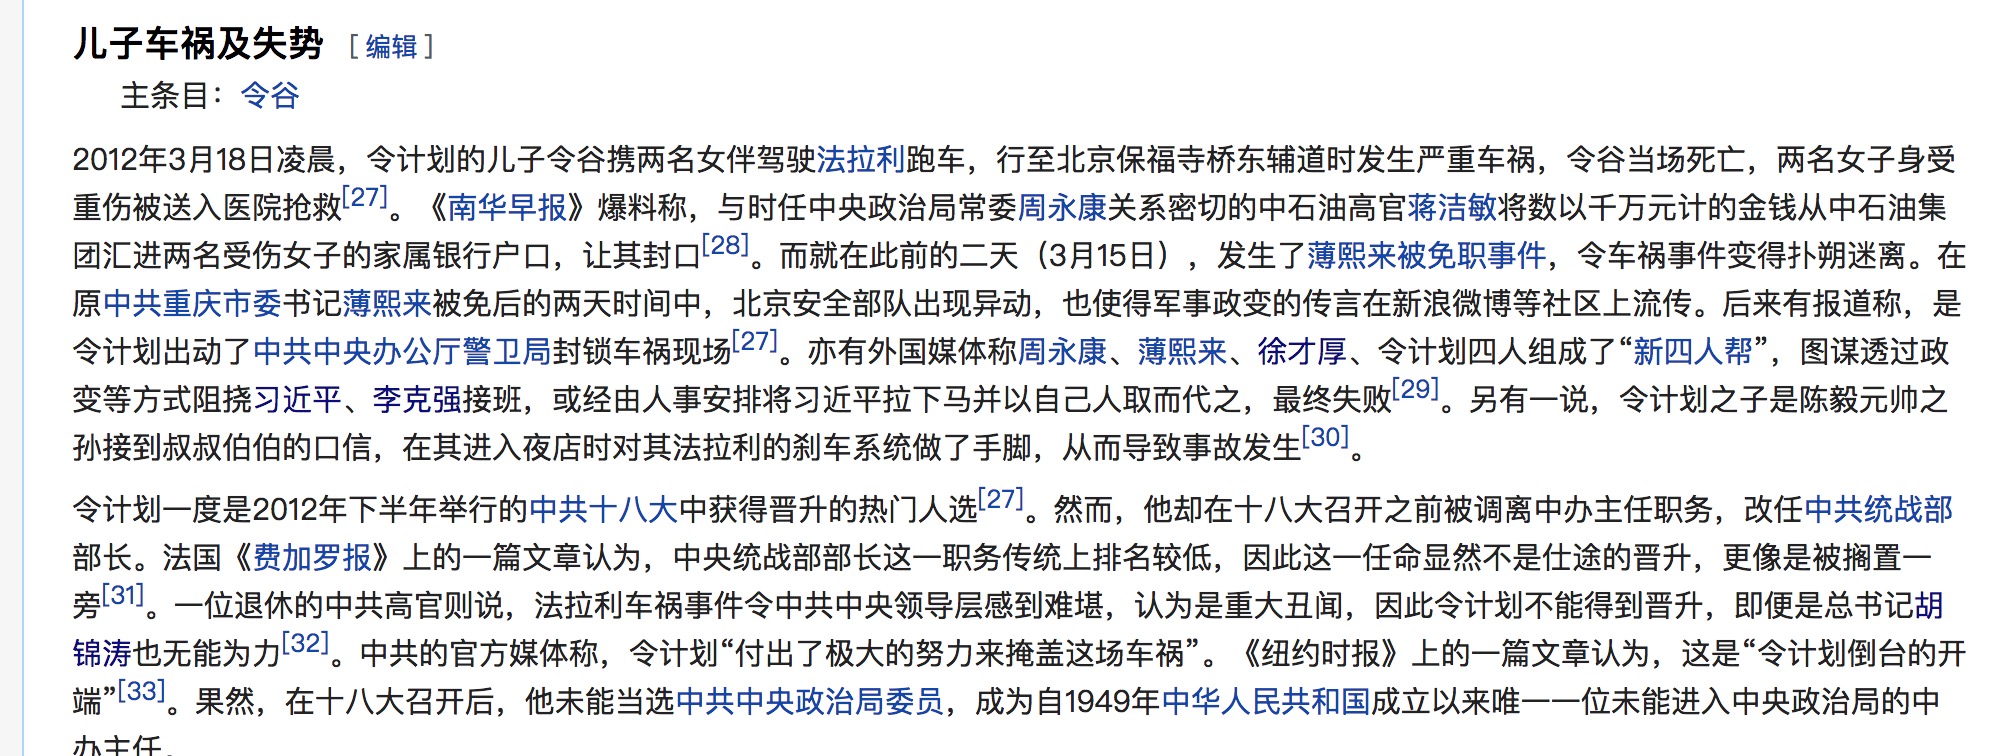 儿子车祸及失势 [ 编辑 ]
主条目：令谷
2012年3月18日凌晨，令计划的儿子令谷携两名女伴驾驶法拉利跑车，行至北京保福寺桥东辅道时发生严重车祸，令谷当场死亡，两名女子身受
重伤被送入医院抢救[27]。《南华早报》爆料称，与时任中央政治局常委周永康关系密切的中石油高官蒋洁敏将数以千万元计的金钱从中石油集
团汇进两名受伤女子的家属银行户口，让其封口[28]。而就在此前的二天（3月15日），发生了薄熙来被免职事件，令车祸事件变得扑朔迷离。在
原中共重庆市委书记薄熙来被免后的两天时间中，北京安全部队出现异动，也使得军事政变的传言在新浪微博等社区上流传。后来有报道称，是
令计划出动了中共中央办公厅警卫局封锁车祸现场[27]。亦有外国媒体称周永康、薄熙来、徐才厚、令计划四人组成了“新四人帮”，图谋透过政
变等方式阻挠习近平、李克强接班，或经由人事安排将习近平拉下马并以自己人取而代之，最终失败[29]。另有一说，令计划之子是陈毅元帅之
孙接到叔叔伯伯的口信，在其进入夜店时对其法拉利的刹车系统做了手脚，从而导致事故发生[30]。
令计划一度是2012年下半年举行的中共十八大中获得晋升的热门人选[27]。然而，他却在十八大召开之前被调离中办主任职务，改任中共统战部
部长。法国《费加罗报》上的一篇文章认为，中央统战部部长这一职务传统上排名较低，因此这一任命显然不是仕途的晋升，更像是被搁置一
旁[31]。一位退休的中共高官则说，法拉利车祸事件令中共中央领导层感到难堪，认为是重大丑闻，因此令计划不能得到晋升，即便是总书记胡
锦涛也无能为力[32]。中共的官方媒体称，令计划“付出了极大的努力来掩盖这场车祸”。《纽约时报》上的一篇文章认为，这是“令计划倒台的开
端”[33]。果然，在十八大召开后，他未能当选中共中央政治局委员，成为自1949年中华人民共和国成立以来唯一一位未能进入中央政治局的中
办主任。